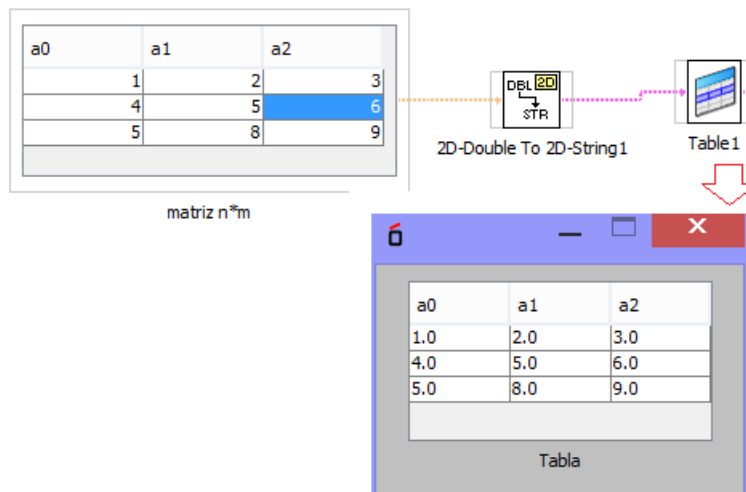 a0 a1 a2
1 2 3
4 5 6
5 8 9
matriz n*m
DBL 2D
STR
2D-Double To 2D-String1
Table1
ó
a0 a1 a2
1.0 2.0 3.0
4.0 5.0 6.0
5.0 8.0 9.0
Tabla